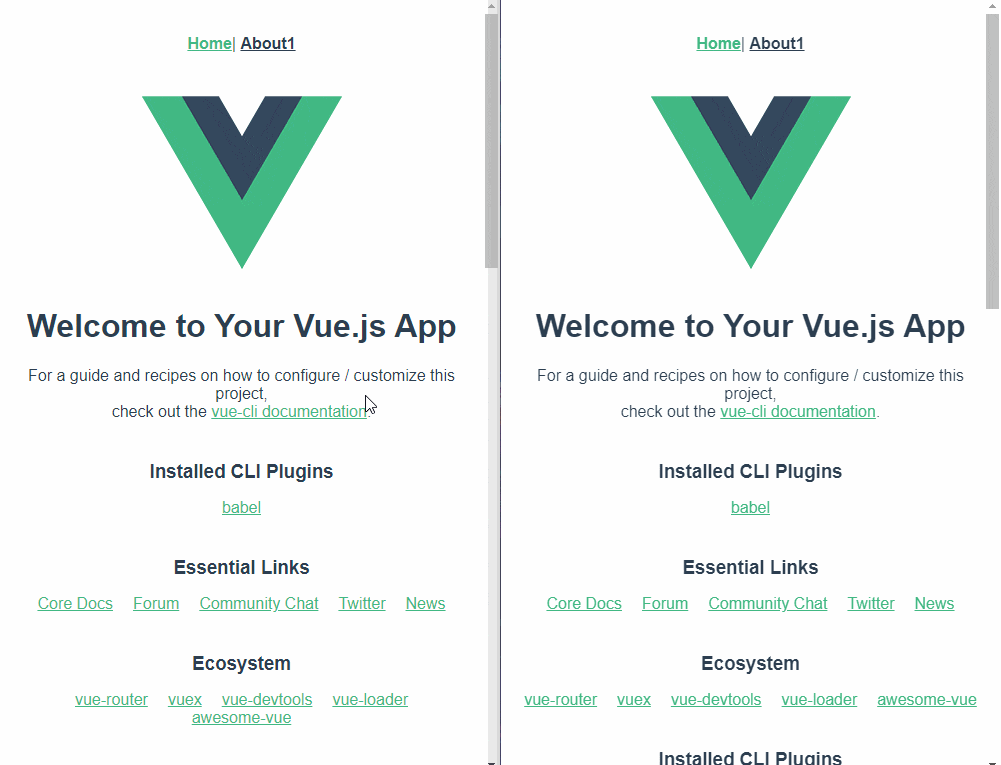 Home| About1
Welcome to Your Vue.js App
For a guide and recipes on how to configure / customize this
project,
check out the vue-cli documentation.
Installed CLI Plugins
babel
Essential Links
Core Docs Forum Community Chat Twitter News
Ecosystem
vue-router vuex vue-devtools vue-loader
awesome-vue
Home| About1
Welcome to Your Vue.js App
For a guide and recipes on how to configure / customize this
project,
check out the vue-cli documentation.
Installed CLI Plugins
babel
Essential Links
Core Docs Forum Community Chat Twitter News
Ecosystem
vue-router vuex vue-devtools vue-loader awesome-vue
Installed CLI Plugins